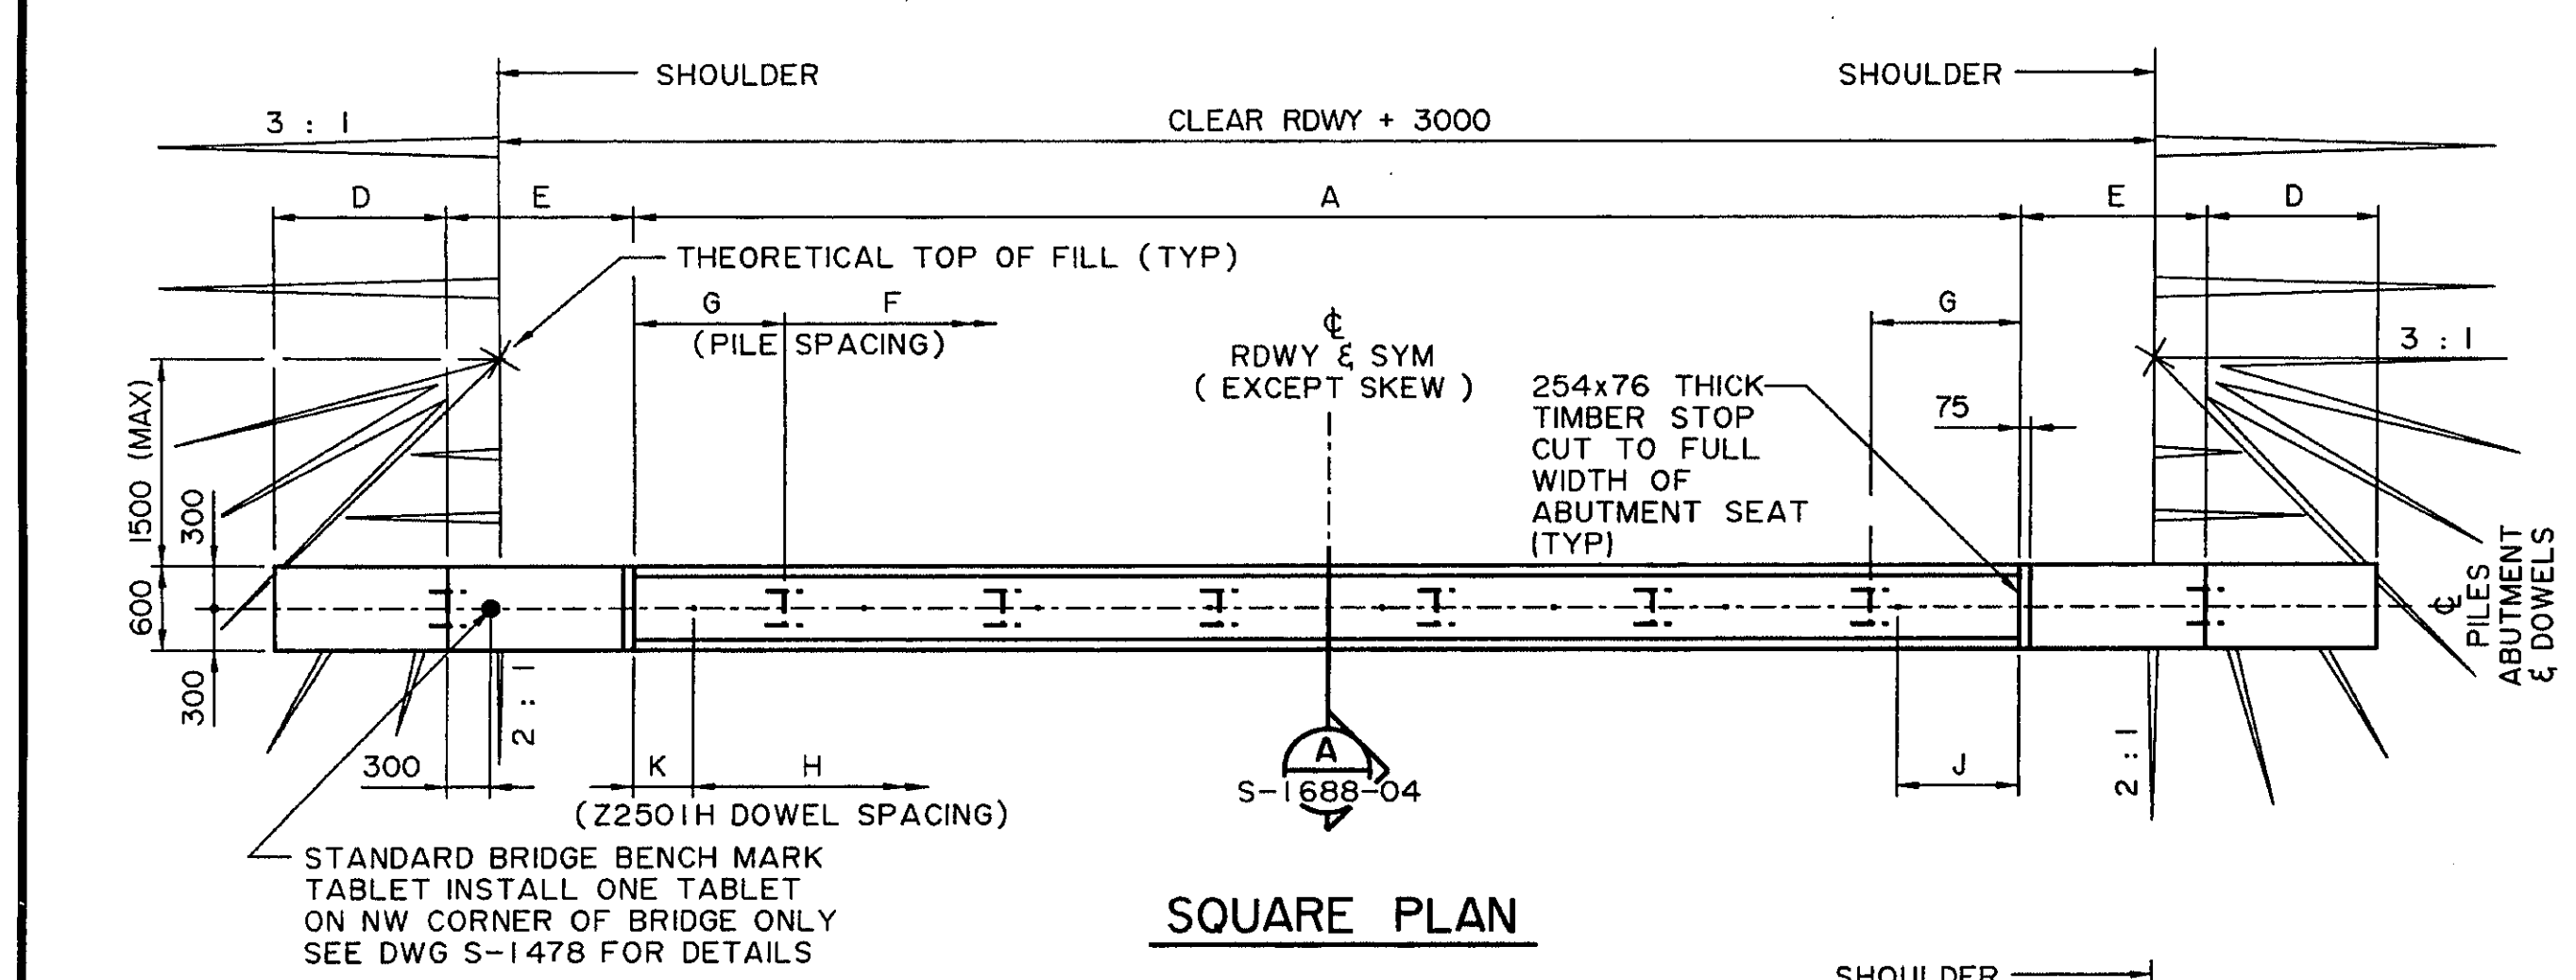 SHOULDER
SHOULDER
3 : 1
CLEAR RDWY + 3000
D
E
A
E
D
THEORETICAL TOP OF FILL (TYP)
G
F
(PILE SPACING)
℄
RDWY & SYM
( EXCEPT SKEW )
G
3 : 1
254x76 THICK
TIMBER STOP
CUT TO FULL
WIDTH OF
ABUTMENT SEAT
(TYP)
75
1500 (MAX)
300
600
300
℄
PILES
ABUTMENT
& DOWELS
2 : 1
300
K
H
(Z2501H DOWEL SPACING)
A
S-1688-04
J
2 : 1
STANDARD BRIDGE BENCH MARK
TABLET INSTALL ONE TABLET
ON NW CORNER OF BRIDGE ONLY
SEE DWG S-1478 FOR DETAILS
SQUARE PLAN
SHOULDER